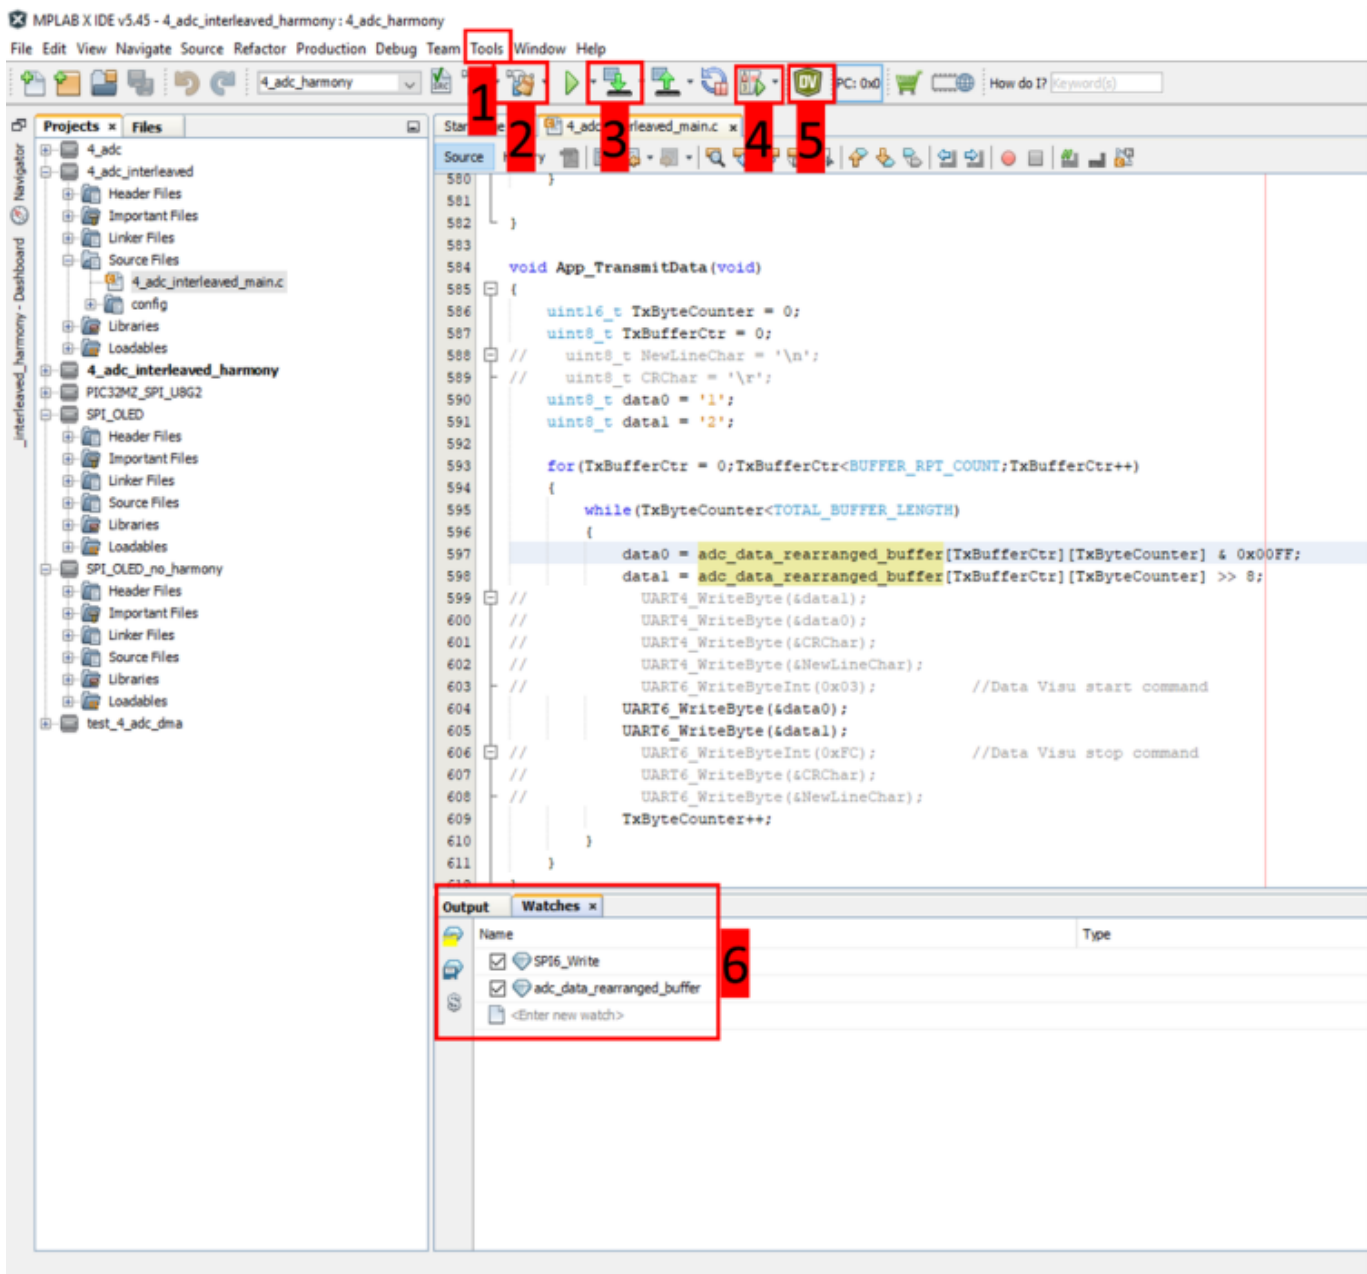 MPLAB X IDE v5.45 - 4_adc_interleaved_harmony : 4_adc_harmony
File Edit View Navigate Source Refactor Production Debug Team Tools Window Help
4_adc_harmony
PC: 0x0
How do I? Keyword(s)
1
2
3
4
5
Projects × Files
Navigator
_interleaved_harmony - Dashboard
4_adc
4_adc_interleaved
Header Files
Important Files
Linker Files
Source Files
4_adc_interleaved_main.c
config
Libraries
Loadables
4_adc_interleaved_harmony
PIC32MZ_SPI_U8G2
SPI_OLED
Header Files
Important Files
Linker Files
Source Files
Libraries
Loadables
SPI_OLED_no_harmony
Header Files
Important Files
Linker Files
Source Files
Libraries
Loadables
test_4_adc_dma
Source
580 }
581
582 }
583
584 void App_TransmitData(void)
585 {
586 uint16_t TxByteCounter = 0;
587 uint8_t TxBufferCtr = 0;
588 // uint8_t NewLineChar = '\n';
589 // uint8_t CRChar = '\r';
590 uint8_t data0 = '1';
591 uint8_t data1 = '2';
592
593 for(TxBufferCtr = 0;TxBufferCtr<BUFFER_RPT_COUNT;TxBufferCtr++)
594 {
595 while(TxByteCounter<TOTAL_BUFFER_LENGTH)
596 {
597 data0 = adc_data_rearranged_buffer[TxBufferCtr][TxByteCounter] & 0x00FF;
598 data1 = adc_data_rearranged_buffer[TxBufferCtr][TxByteCounter] >> 8;
599 // UART4_WriteByte(&data1);
600 // UART4_WriteByte(&data0);
601 // UART4_WriteByte(&CRChar);
602 // UART4_WriteByte(&NewLineChar);
603 // UART6_WriteByteInt(0x03); //Data Visu start command
604 UART6_WriteByte(&data0);
605 UART6_WriteByte(&data1);
606 // UART6_WriteByteInt(0xFC); //Data Visu stop command
607 // UART6_WriteByte(&CRChar);
608 // UART6_WriteByte(&NewLineChar);
609 TxByteCounter++;
610 }
611 }
Output Watches ×
Name Type
SPI6_Write
adc_data_rearranged_buffer
<Enter new watch>
6